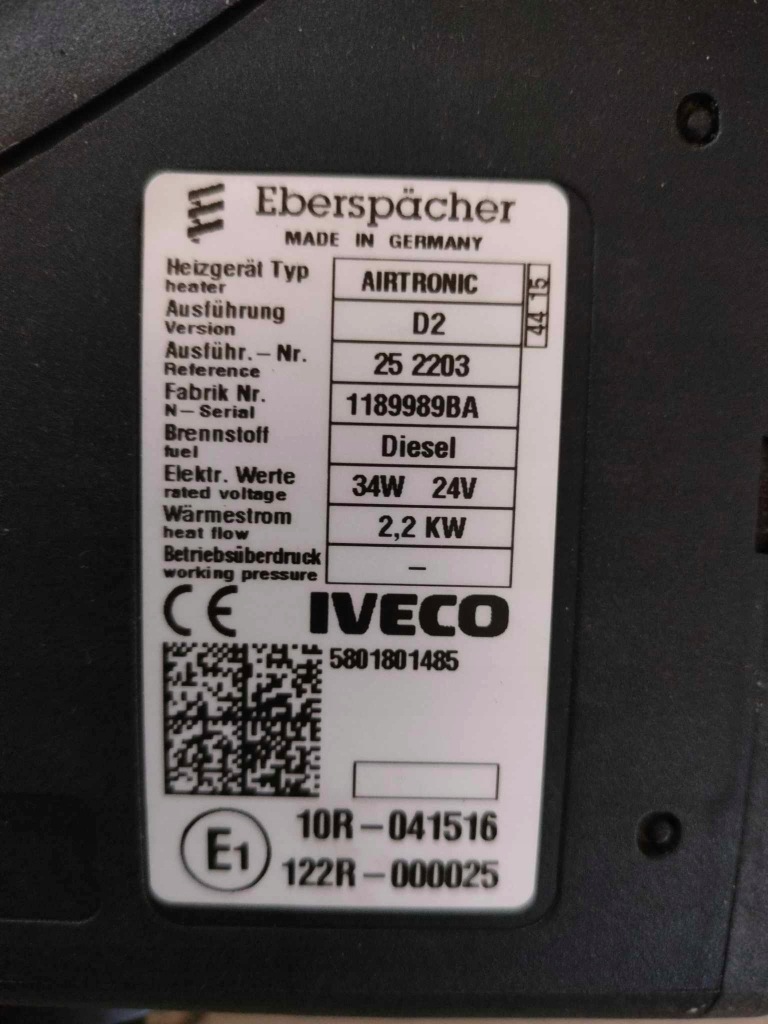 Eberspächer
MADE IN GERMANY
Heizgerät Typ
heater
AIRTRONIC
44 15
Ausführung
Version
D2
Ausführ.-Nr.
Reference
25 2203
Fabrik Nr.
N-Serial
1189989BA
Brennstoff
fuel
Diesel
Elektr. Werte
rated voltage
34W 24V
Wärmestrom
heat flow
2,2 KW
Betriebsüberdruck
working pressure
–
CE IVECO
5801801485
E1
10R-041516
122R-000025